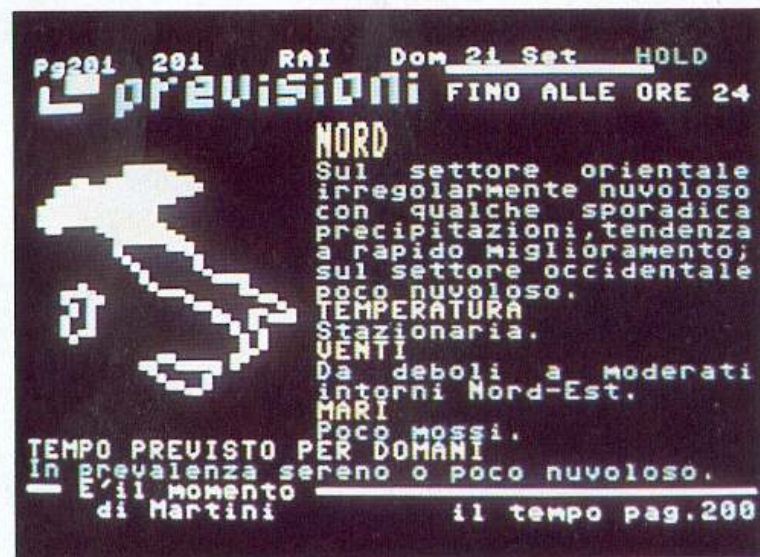 Pg201 201 RAI Dom 21 Set HOLD
previsioni FINO ALLE ORE 24
NORD
Sul settore orientale
irregolarmente nuvoloso
con qualche sporadica
precipitazioni, tendenza
a rapido miglioramento;
sul settore occidentale
poco nuvoloso.
TEMPERATURA
Stazionaria.
VENTI
Da deboli a moderati
intorni Nord-Est.
MARI
Poco mossi.
TEMPO PREVISTO PER DOMANI
In prevalenza sereno o poco nuvoloso.
E'il momento
di Martini
il tempo pag.200